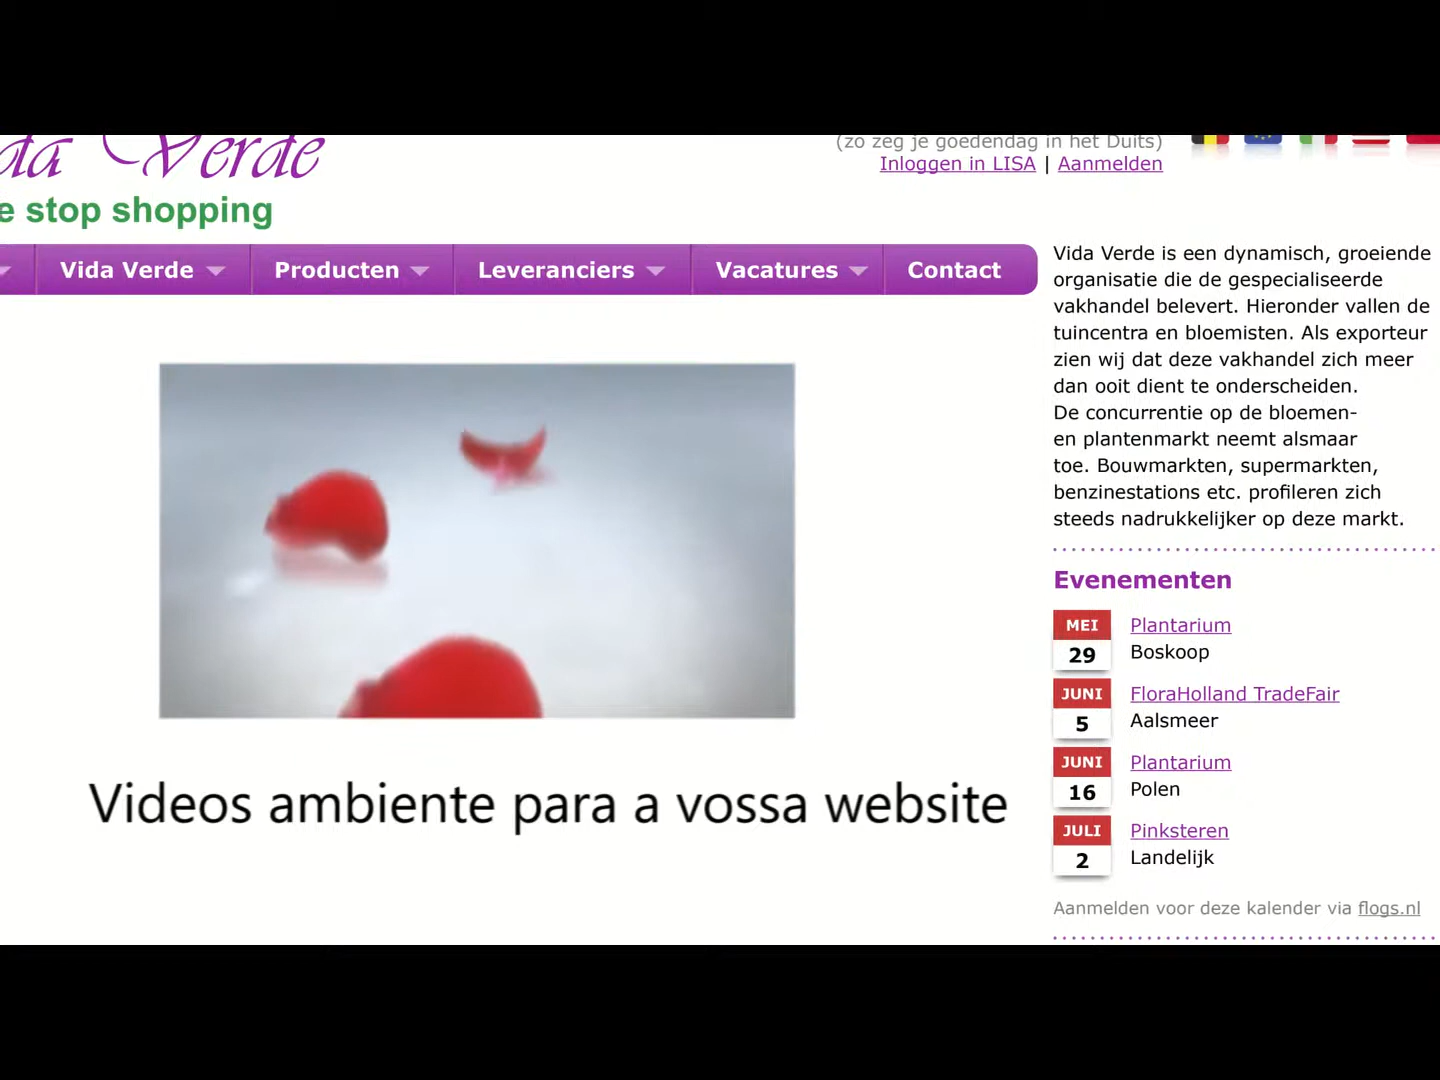 da Verde
e stop shopping
(zo zeg je goedendag in het Duits)
Inloggen in LISA | Aanmelden
Vida Verde
Producten
Leveranciers
Vacatures
Contact
Vida Verde is een dynamisch, groeiende
organisatie die de gespecialiseerde
vakhandel belevert. Hieronder vallen de
tuincentra en bloemisten. Als exporteur
zien wij dat deze vakhandel zich meer
dan ooit dient te onderscheiden.
De concurrentie op de bloemen-
en plantenmarkt neemt alsmaar
toe. Bouwmarkten, supermarkten,
benzinestations etc. profileren zich
steeds nadrukkelijker op deze markt.
Videos ambiente para a vossa website
Evenementen
MEI
29
Plantarium
Boskoop
JUNI
5
FloraHolland TradeFair
Aalsmeer
JUNI
16
Plantarium
Polen
JULI
2
Pinksteren
Landelijk
Aanmelden voor deze kalender via flogs.nl